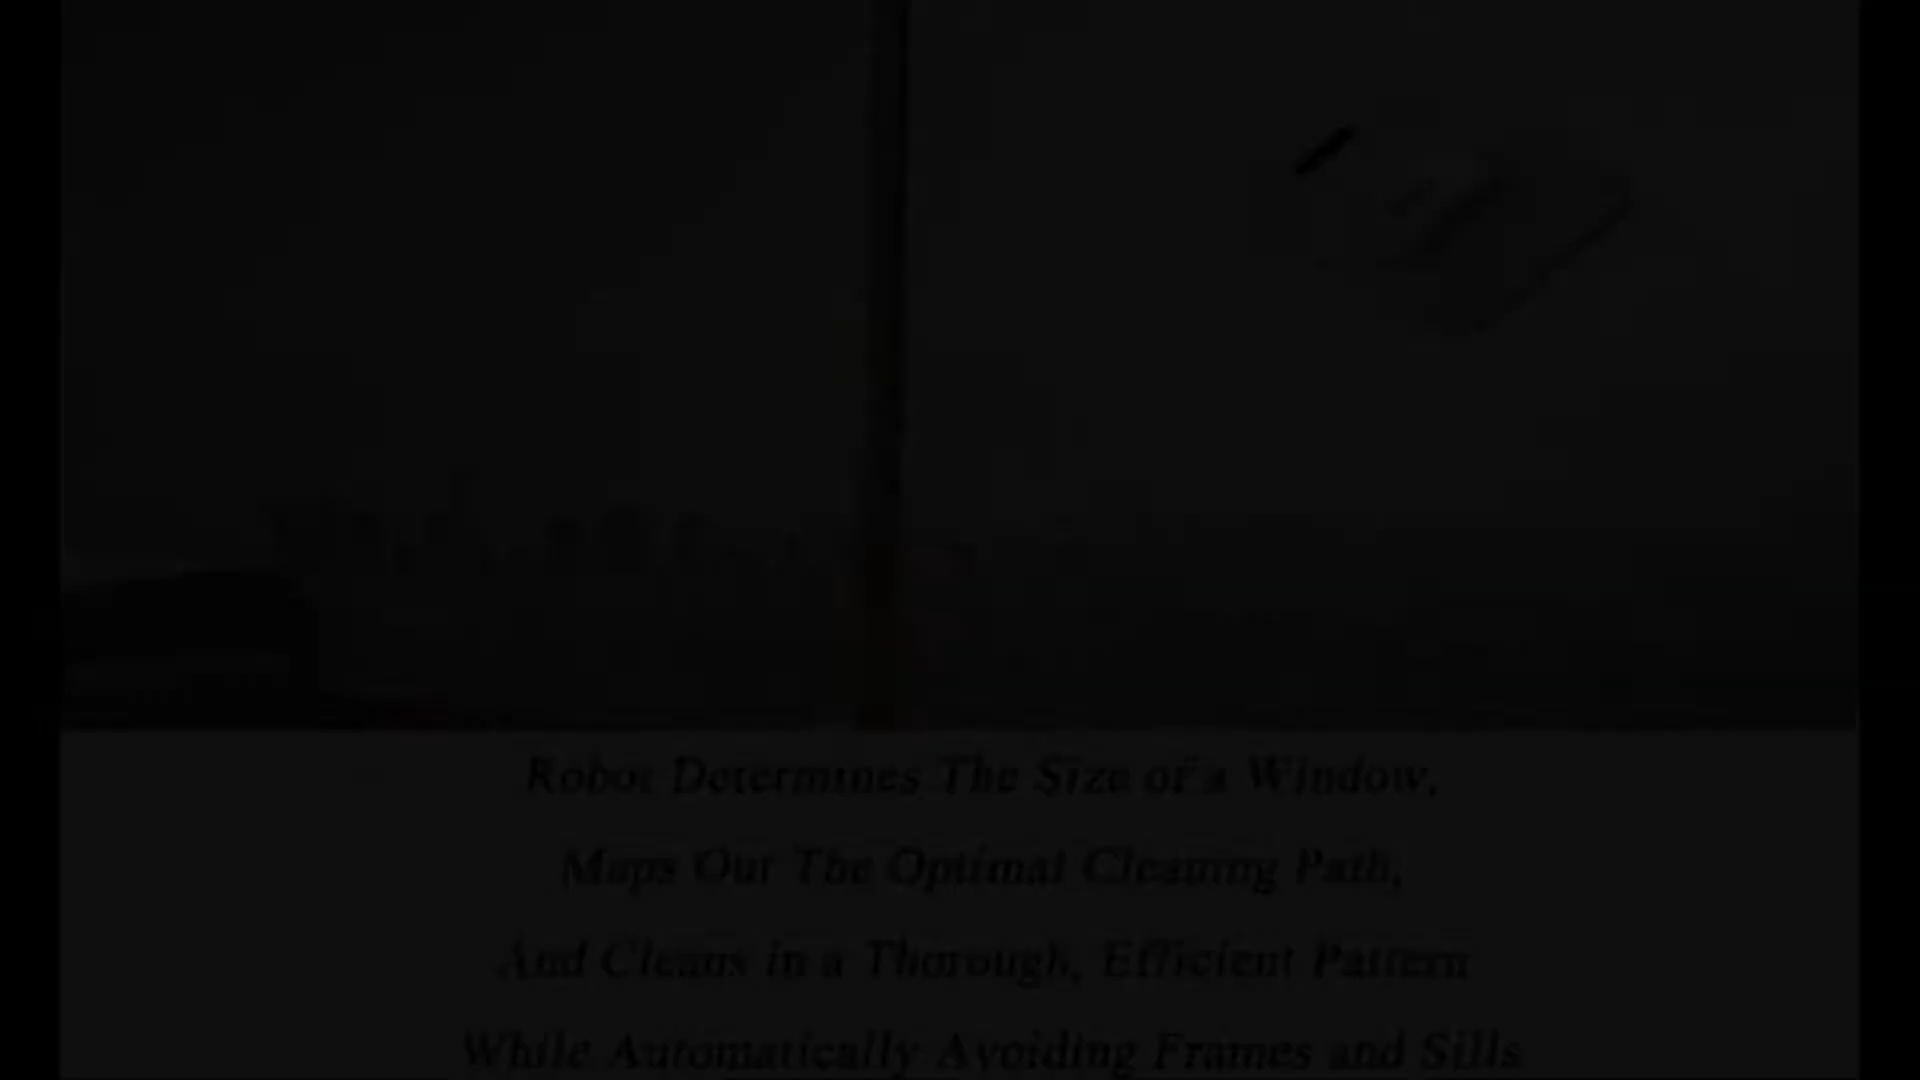 Robot Determines The Size of a Window,
Maps Out The Optimal Cleaning Path,
And Cleans in a Thorough, Efficient Pattern
While Automatically Avoiding Frames and Sills